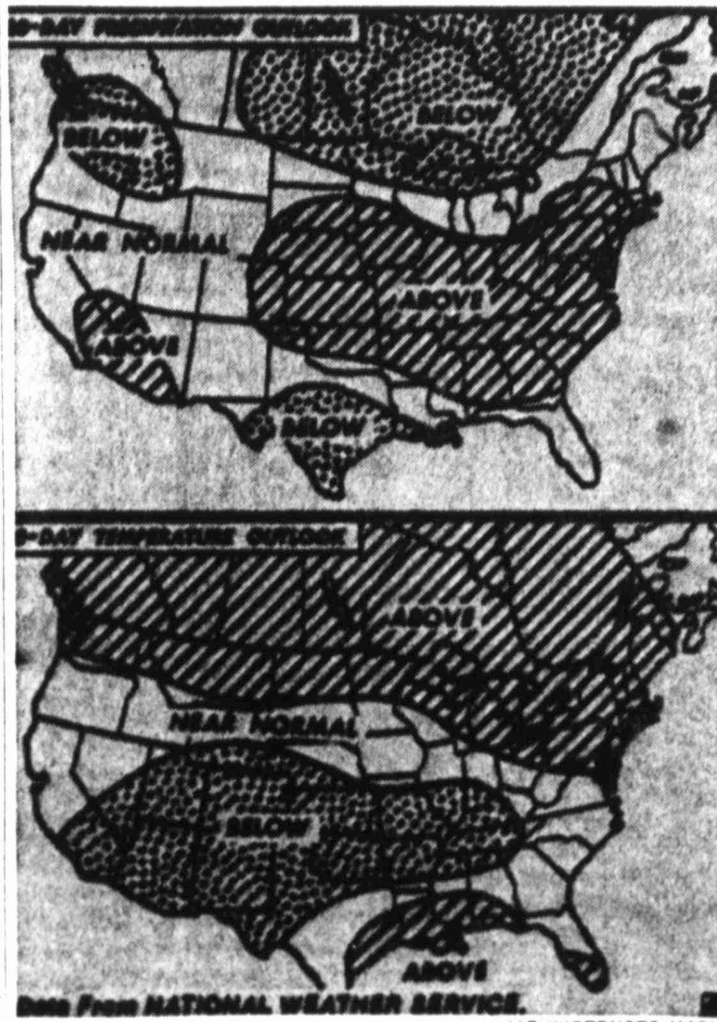 -DAY PRECIPITATION OUTLOOK
BELOW
BELOW
NEAR NORMAL
ABOVE
ABOVE
BELOW
-DAY TEMPERATURE OUTLOOK
ABOVE
NEAR NORMAL
BELOW
ABOVE
Data From NATIONAL WEATHER SERVICE.